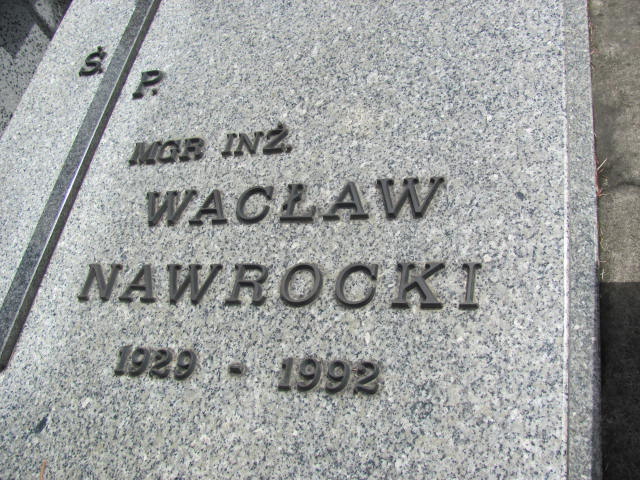 Ś. P.
MGR INŻ.
WACŁAW
NAWROCKI
1929 - 1992